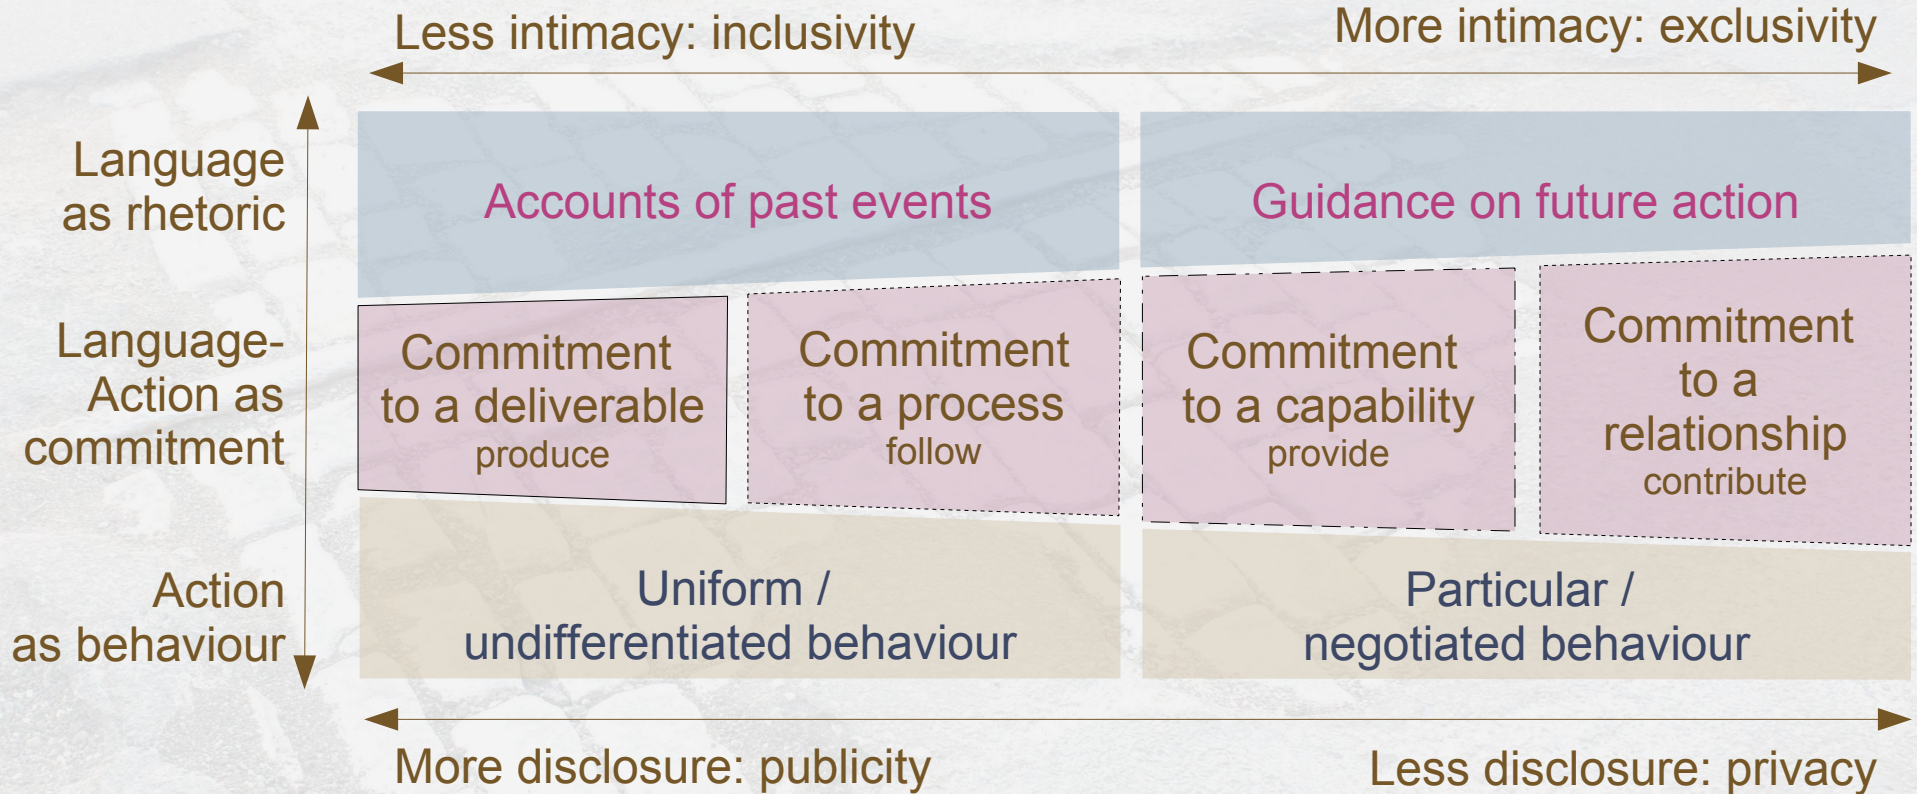 Less intimacy: inclusivity
More intimacy: exclusivity
Language
as rhetoric
Accounts of past events
Guidance on future action
Language-
Action as
commitment
Commitment
to a deliverable
produce
Commitment
to a process
follow
Commitment
to a capability
provide
Commitment
to a
relationship
contribute
Action
as behaviour
Uniform /
undifferentiated behaviour
Particular /
negotiated behaviour
More disclosure: publicity
Less disclosure: privacy